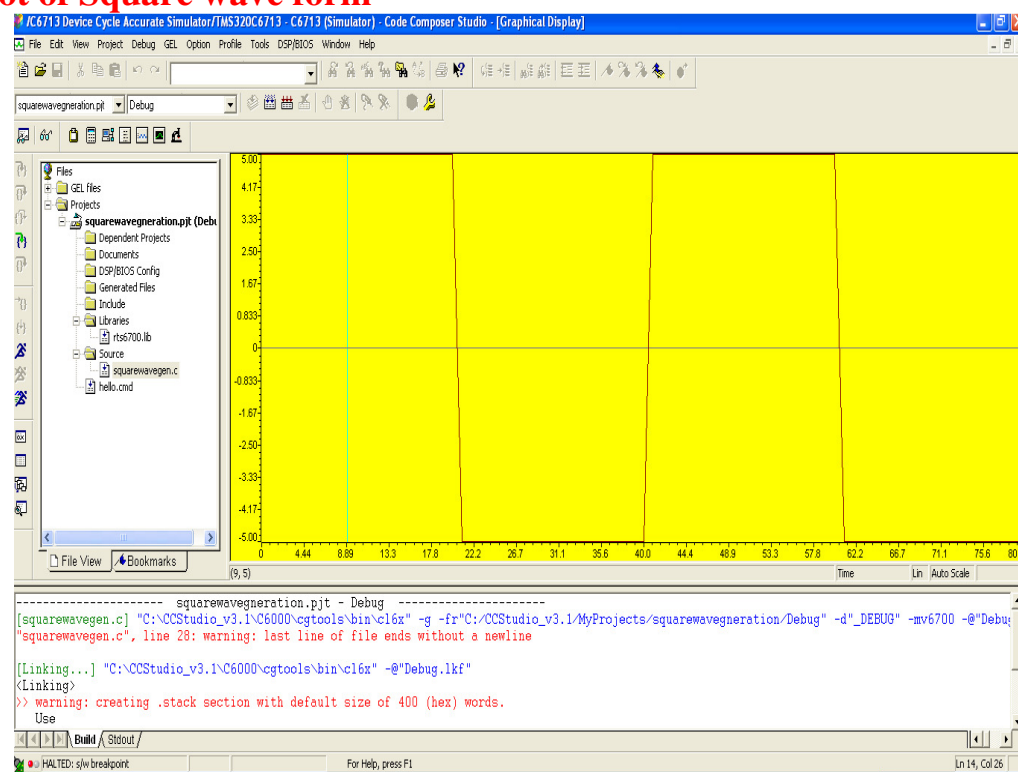 ot of Square wave form
/C6713 Device Cycle Accurate Simulator/TMS320C6713 - C6713 (Simulator) - Code Composer Studio - [Graphical Display]
File Edit View Project Debug GEL Option Profile Tools DSP/BIOS Window Help
squarewavegneration.pjt Debug
Files
GEL files
Projects
squarewavegneration.pjt (Debu
Dependent Projects
Documents
DSP/BIOS Config
Generated Files
Include
Libraries
rts6700.lib
Source
squarewavegen.c
hello.cmd
File View Bookmarks
5.00
4.17
3.33
2.50
1.67
0.833
0
-0.833
-1.67
-2.50
-3.33
-4.17
-5.00
0 4.44 8.89 13.3 17.8 22.2 26.7 31.1 35.6 40.0 44.4 48.9 53.3 57.8 62.2 66.7 71.1 75.6 80
(9, 5) Time Lin Auto Scale
---------------------- squarewavegneration.pjt - Debug ----------------------
[squarewavegen.c] "C:\CCStudio_v3.1\C6000\cgtools\bin\cl6x" -g -fr"C:/CCStudio_v3.1/MyProjects/squarewavegneration/Debug" -d"_DEBUG" -mv6700 -@"Debug
"squarewavegen.c", line 28: warning: last line of file ends without a newline
[Linking...] "C:\CCStudio_v3.1\C6000\cgtools\bin\cl6x" -@"Debug.lkf"
<Linking>
>> warning: creating .stack section with default size of 400 (hex) words.
Use
Build Stdout
HALTED: s/w breakpoint For Help, press F1 Ln 14, Col 26